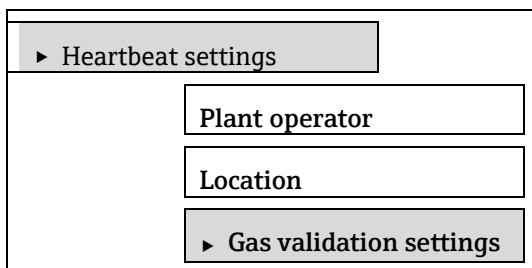 ▸ Heartbeat settings
Plant operator
Location
▸ Gas validation settings